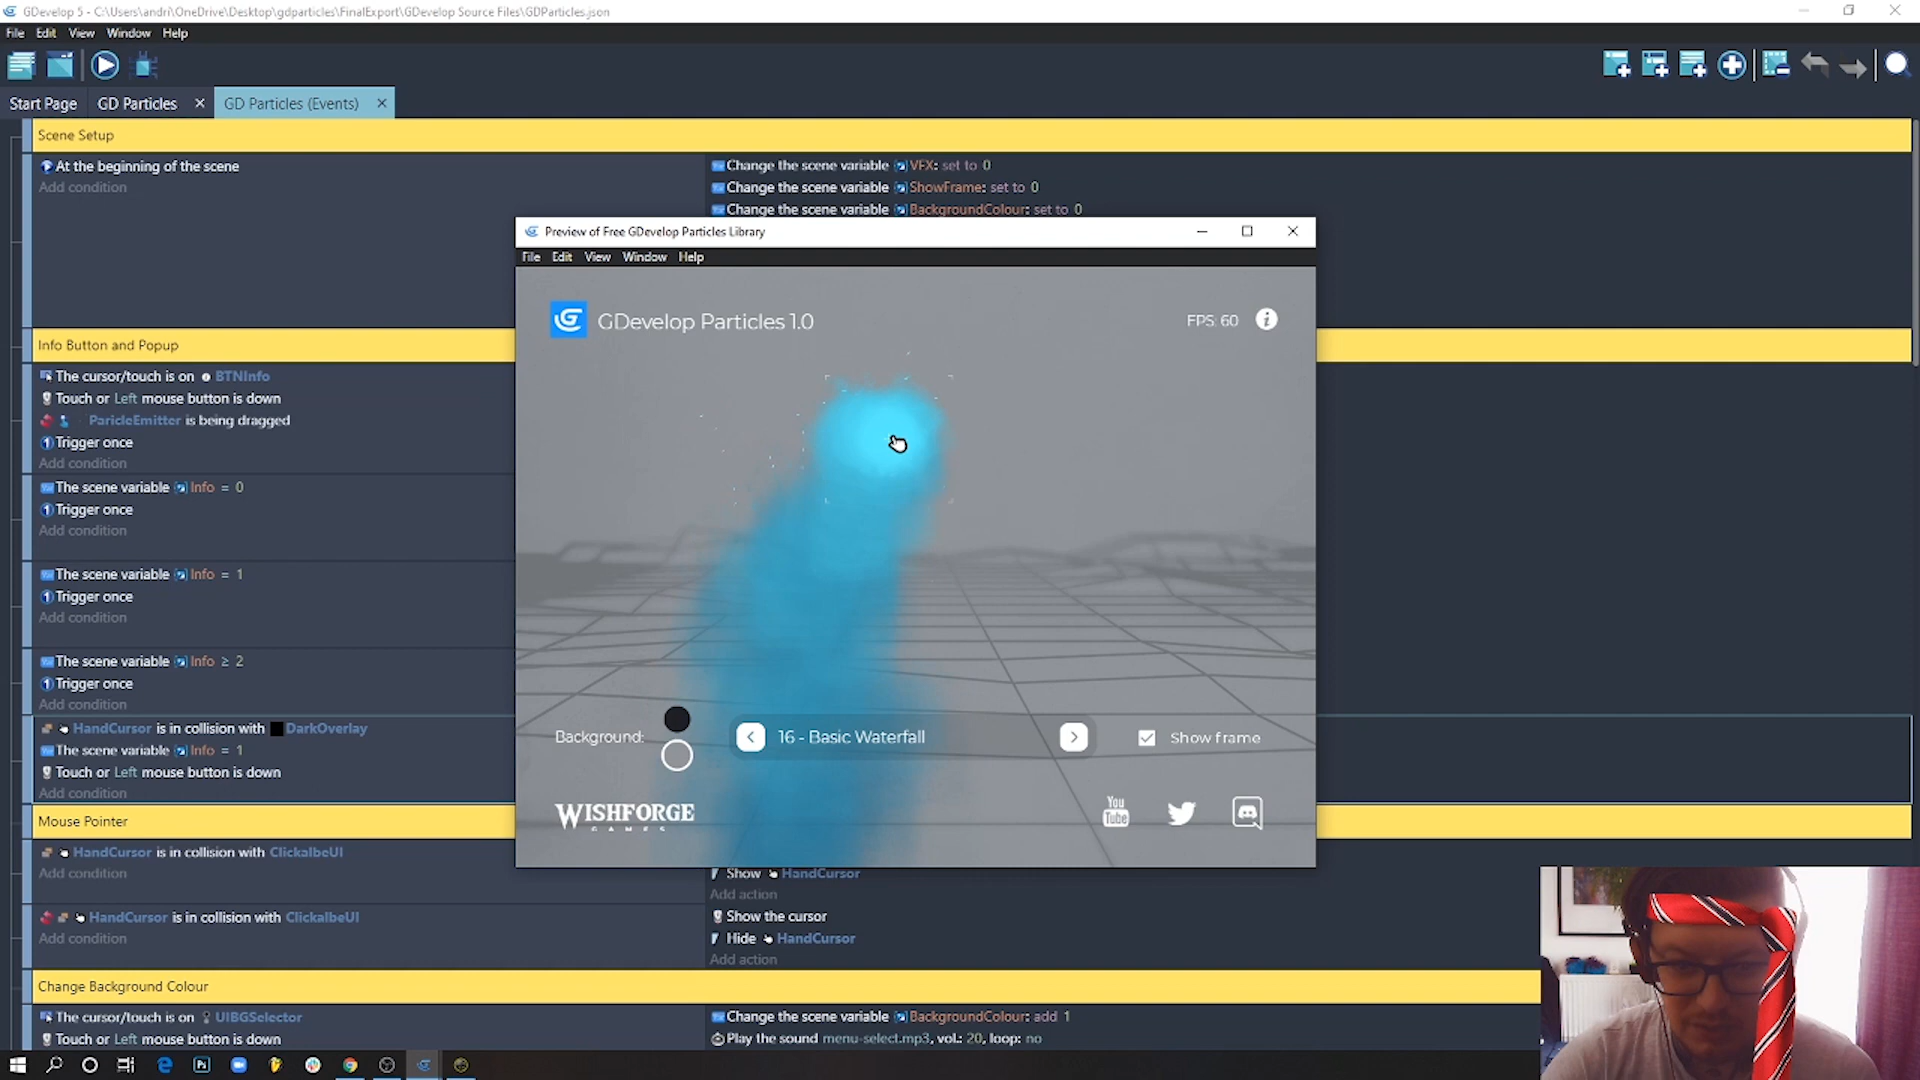 GDevelop 5 - C:\Users\andri\OneDrive\Desktop\gdparticles\FinalExport\GDevelop Source Files\GDParticles.json
File Edit View Window Help
Start Page GD Particles GD Particles (Events)
Scene Setup
At the beginning of the scene
Add condition
Change the scene variable VFX: set to 0
Change the scene variable ShowFrame: set to 0
Change the scene variable BackgroundColour: set to 0
Info Button and Popup
The cursor/touch is on BTNInfo
Touch or Left mouse button is down
ParicleEmitter is being dragged
Trigger once
Add condition
The scene variable Info = 0
Trigger once
Add condition
The scene variable Info = 1
Trigger once
Add condition
The scene variable Info ≥ 2
Trigger once
Add condition
HandCursor is in collision with DarkOverlay
The scene variable Info = 1
Touch or Left mouse button is down
Add condition
Mouse Pointer
HandCursor is in collision with ClickalbeUI
Add condition
Show HandCursor
Add action
HandCursor is in collision with ClickalbeUI
Add condition
Show the cursor
Hide HandCursor
Add action
Change Background Colour
The cursor/touch is on UIBGSelector
Touch or Left mouse button is down
Change the scene variable BackgroundColour: add 1
Play the sound menu-select.mp3, vol.: 20, loop: no
Preview of Free GDevelop Particles Library
File Edit View Window Help
GDevelop Particles 1.0
FPS: 60
Background:
16 - Basic Waterfall
Show frame
WISHFORGE
GAMES
You
Tube